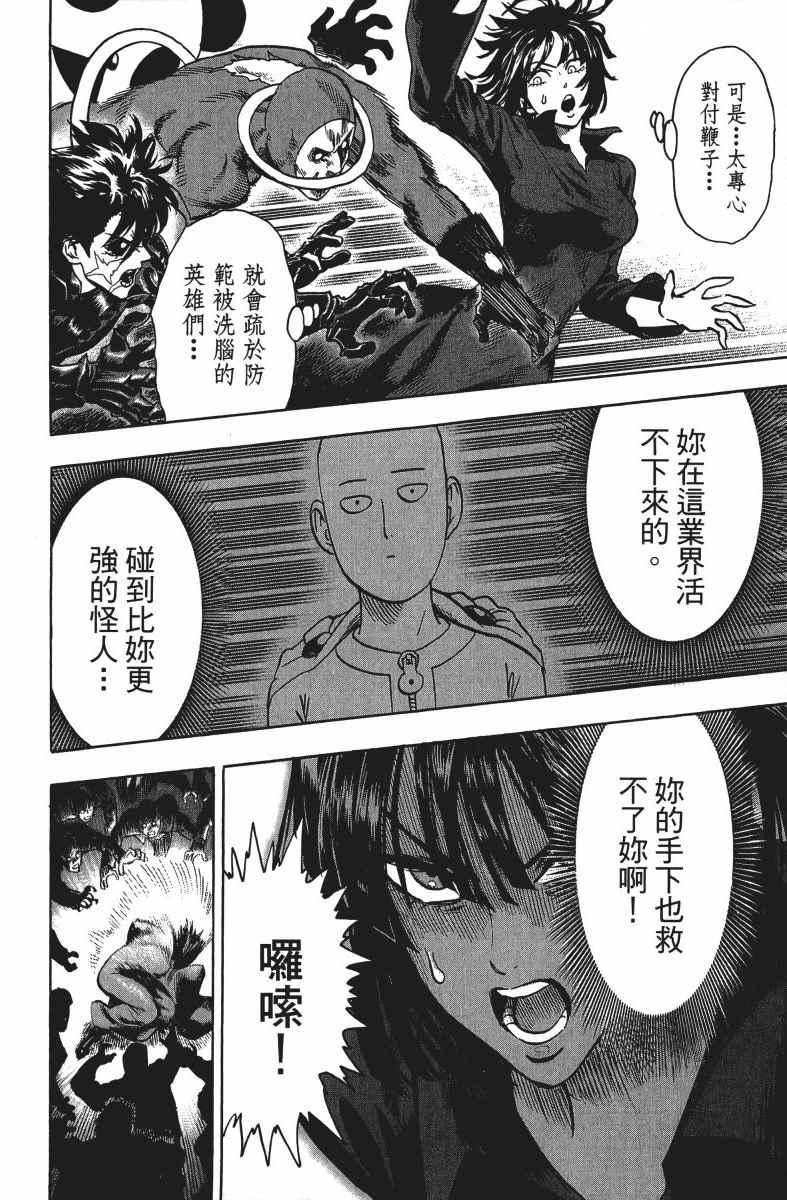 可是…太專心
對付鞭子…
就會疏於防
範被洗腦的
英雄們…
妳在這業界活
不下來的。
碰到比妳更
強的怪人…
妳的手下也救
不了妳啊！
囉嗦！